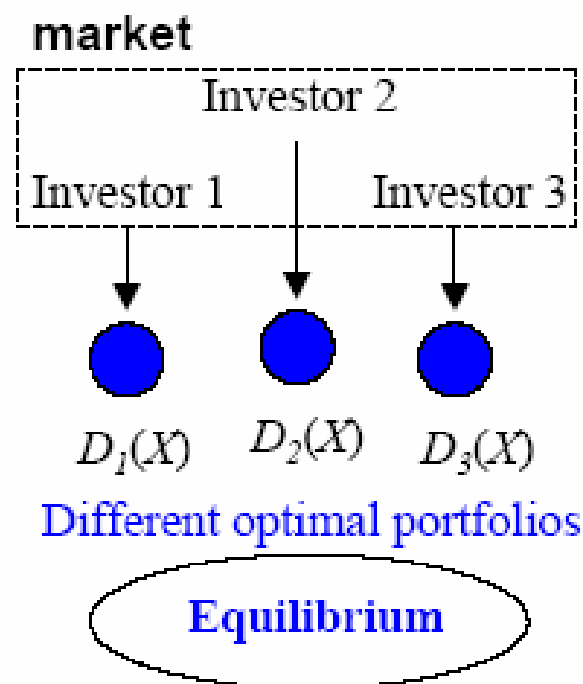 market
Investor 2
Investor 1 Investor 3
D1(X) D2(X) D3(X)
Different optimal portfolios
Equilibrium